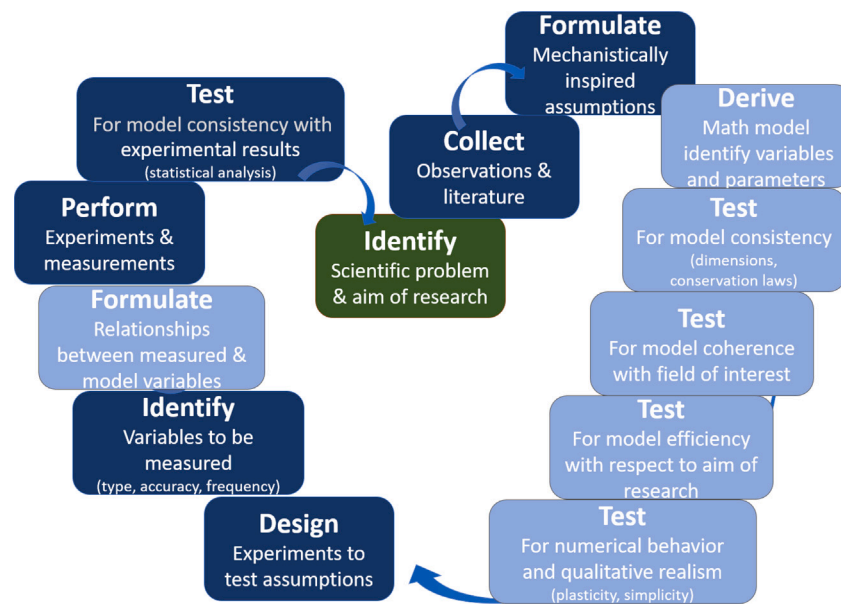 Identify
Scientific problem
& aim of research
Collect
Observations &
literature
Formulate
Mechanistically
inspired
assumptions
Derive
Math model
identify variables
and parameters
Test
For model consistency
(dimensions,
conservation laws)
Test
For model coherence
with field of interest
Test
For model efficiency
with respect to aim of
research
Test
For numerical behavior
and qualitative realism
(plasticity, simplicity)
Design
Experiments to
test assumptions
Identify
Variables to be
measured
(type, accuracy, frequency)
Formulate
Relationships
between measured &
model variables
Perform
Experiments &
measurements
Test
For model consistency with
experimental results
(statistical analysis)